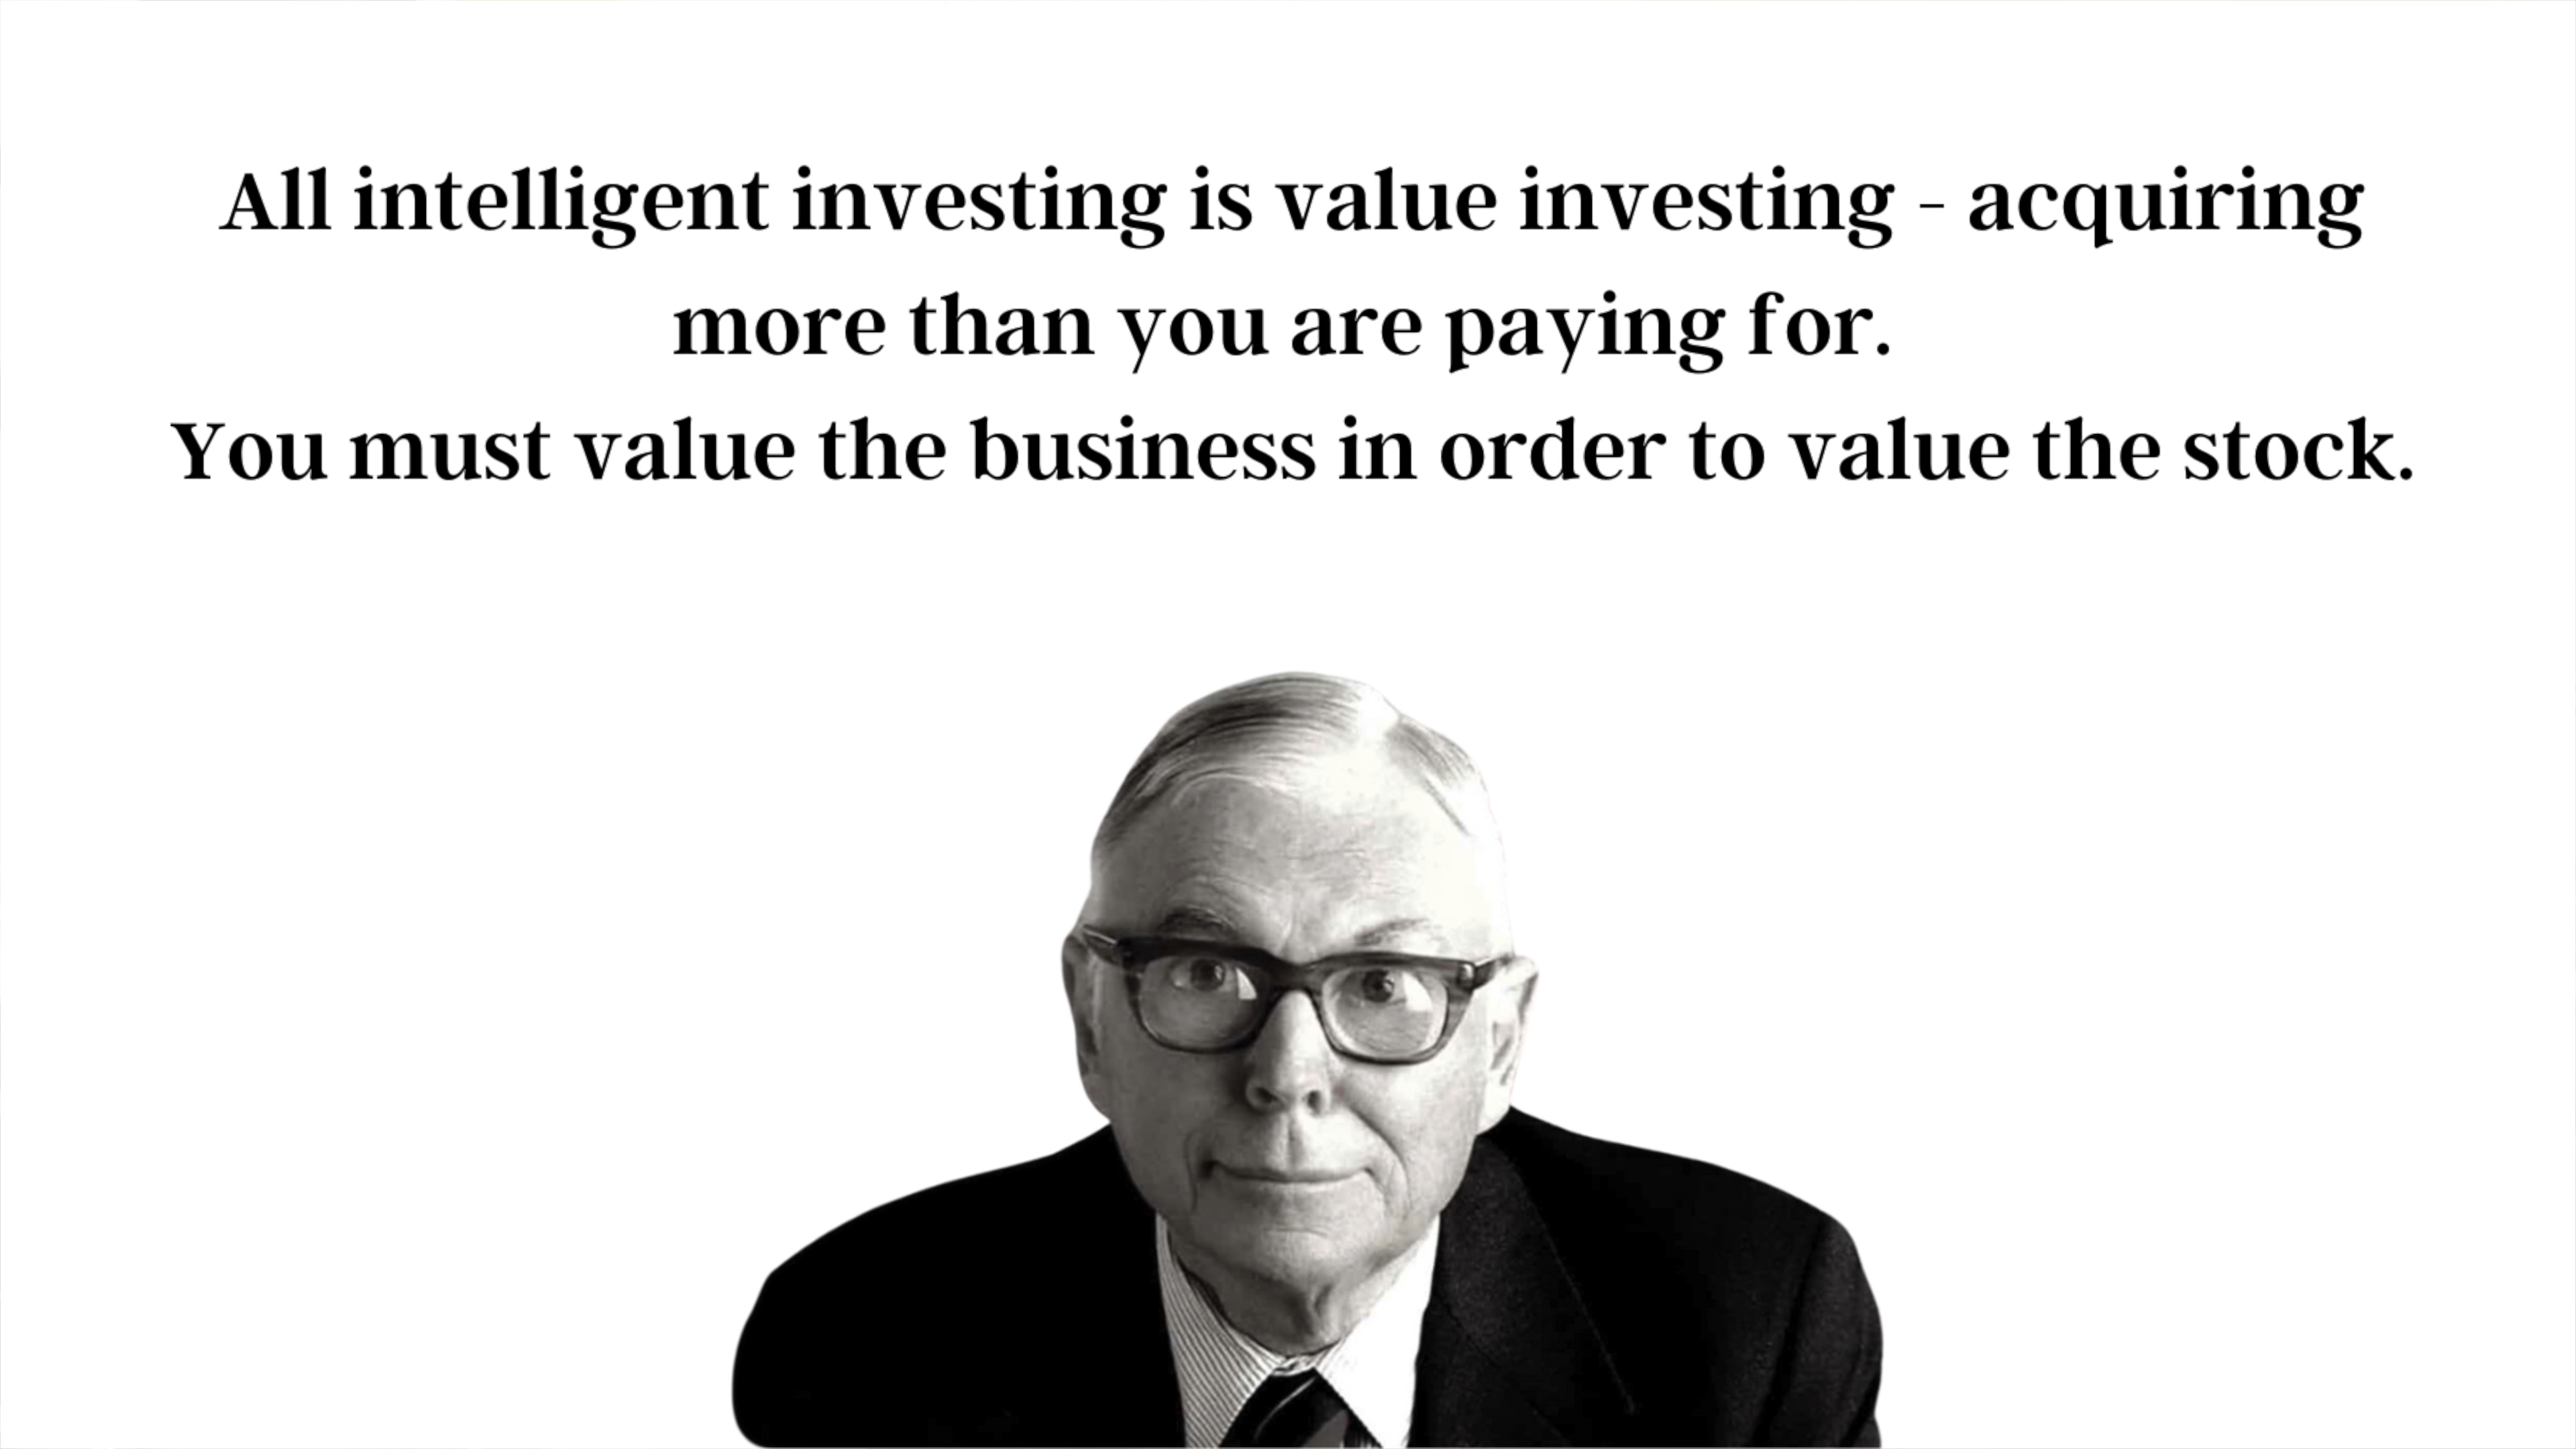 All intelligent investing is value investing - acquiring
more than you are paying for.
You must value the business in order to value the stock.